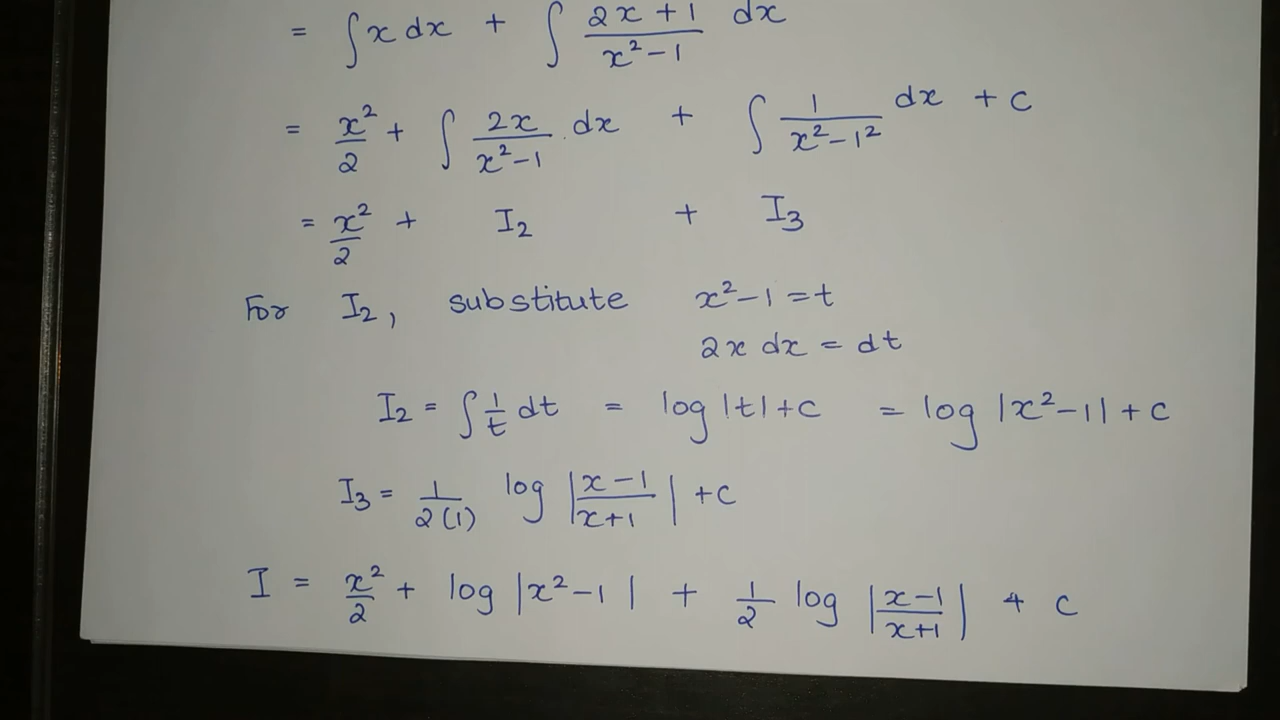 = ∫ x dx + ∫ (2x + 1)/(x² − 1) dx
= x²/2 + ∫ 2x/(x² − 1) . dx + ∫ 1/(x² − 1²) dx + c
= x²/2 + I₂ + I₃
For I₂, substitute x² − 1 = t
2x dx = dt
I₂ = ∫ 1/t dt = log |t| + c = log |x² − 1| + c
I₃ = 1/2(1) log |(x − 1)/(x + 1)| + c
I = x²/2 + log |x² − 1| + 1/2 log |(x − 1)/(x + 1)| + c